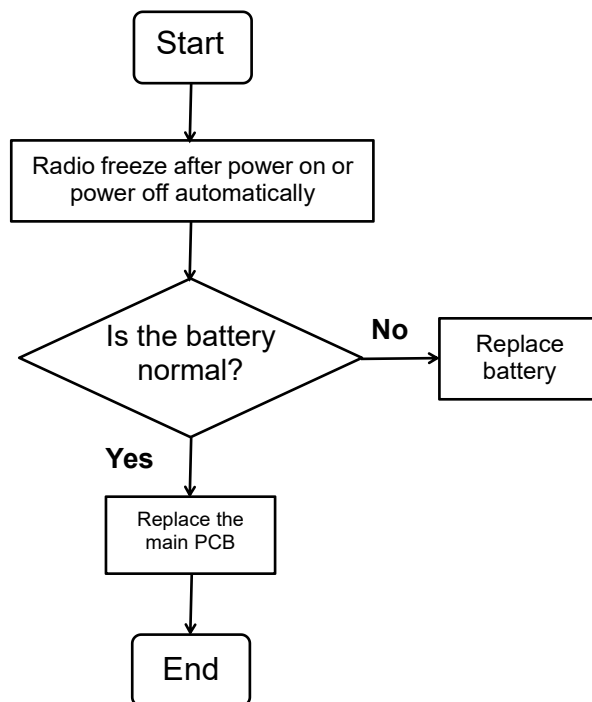 Start
Radio freeze after power on or
power off automatically
Is the battery
normal?
No
Replace
battery
Yes
Replace the
main PCB
End